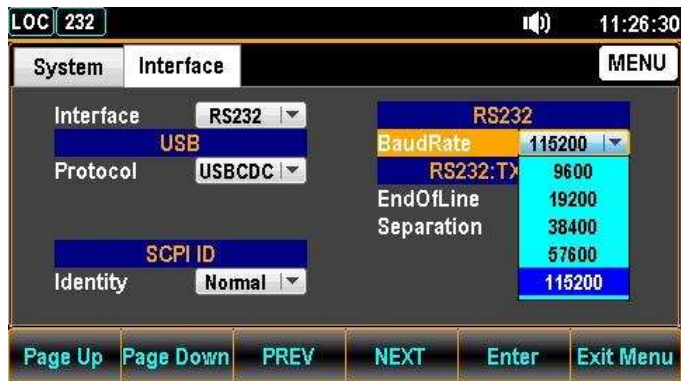 LOC 232 11:26:30
System Interface MENU
Interface RS232
USB
Protocol USBCDC
SCPI ID
Identity Normal
RS232
BaudRate 115200
RS232:TX
EndOfLine
Separation
9600
19200
38400
57600
115200
Page Up Page Down PREV NEXT Enter Exit Menu